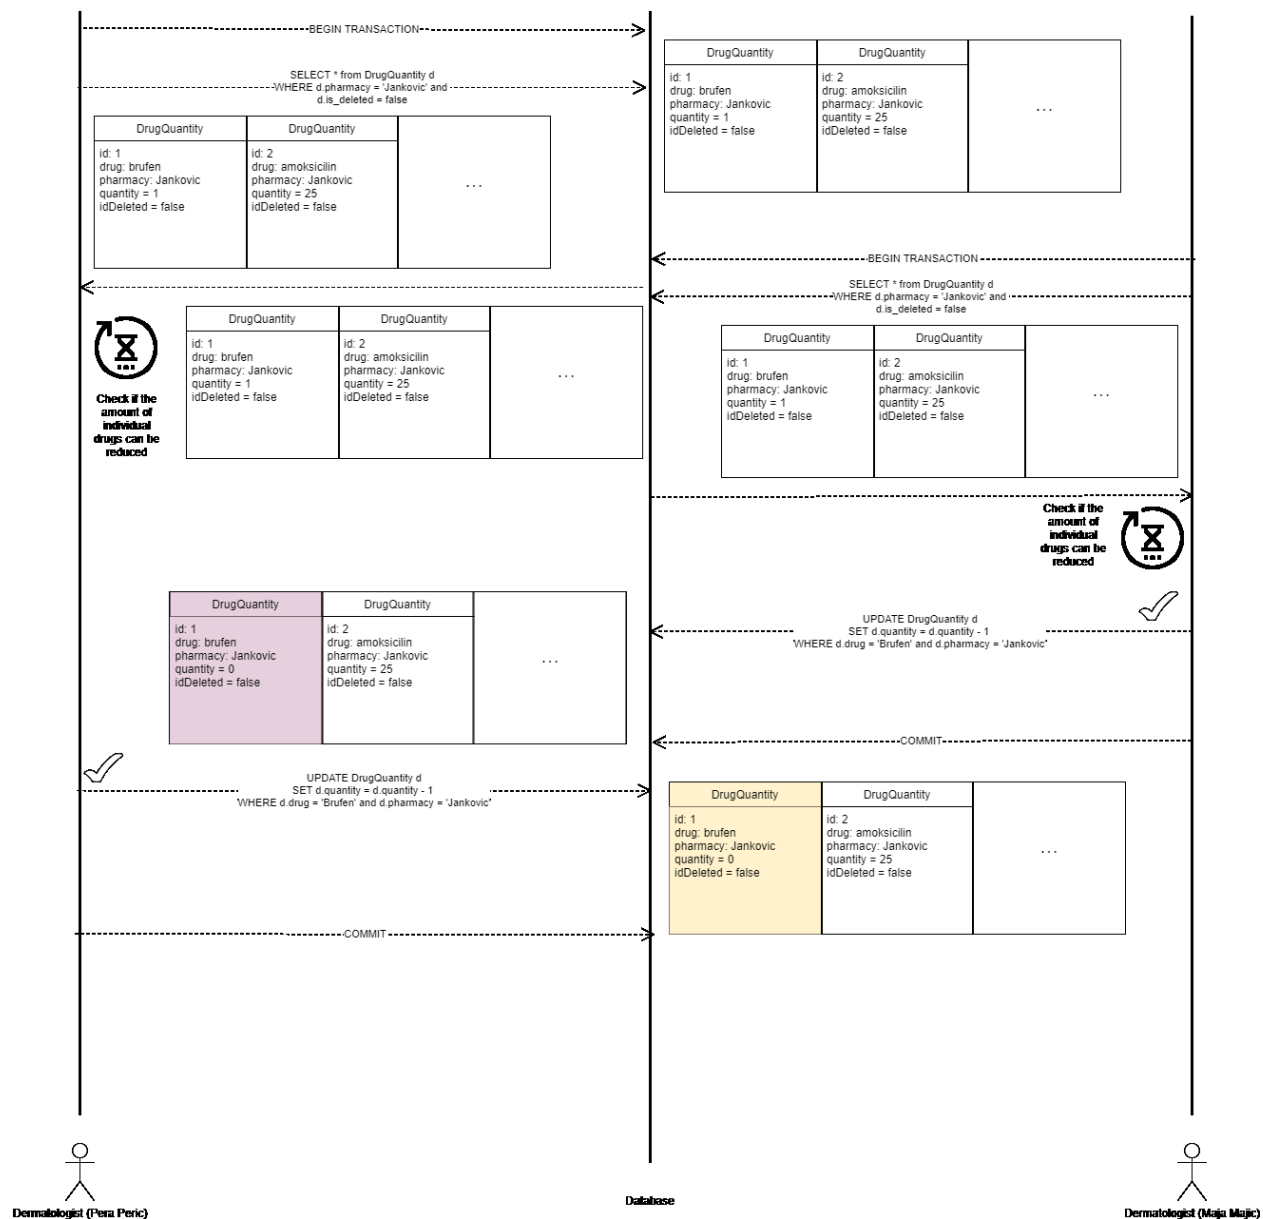 BEGIN TRANSACTION
DrugQuantity
DrugQuantity
id: 1
drug: brufen
pharmacy: Jankovic
quantity = 1
idDeleted = false
id: 2
drug: amoksicilin
pharmacy: Jankovic
quantity = 25
idDeleted = false
...
SELECT * from DrugQuantity d
WHERE d.pharmacy = 'Jankovic' and
d.is_deleted = false
DrugQuantity
DrugQuantity
id: 1
drug: brufen
pharmacy: Jankovic
quantity = 1
idDeleted = false
id: 2
drug: amoksicilin
pharmacy: Jankovic
quantity = 25
idDeleted = false
...
BEGIN TRANSACTION
SELECT * from DrugQuantity d
WHERE d.pharmacy = 'Jankovic' and
d.is_deleted = false
DrugQuantity
DrugQuantity
id: 1
drug: brufen
pharmacy: Jankovic
quantity = 1
idDeleted = false
id: 2
drug: amoksicilin
pharmacy: Jankovic
quantity = 25
idDeleted = false
...
Check if the
amount of
individual
drugs can be
reduced
DrugQuantity
DrugQuantity
id: 1
drug: brufen
pharmacy: Jankovic
quantity = 1
idDeleted = false
id: 2
drug: amoksicilin
pharmacy: Jankovic
quantity = 25
idDeleted = false
...
Check if the
amount of
individual
drugs can be
reduced
DrugQuantity
DrugQuantity
id: 1
drug: brufen
pharmacy: Jankovic
quantity = 0
idDeleted = false
id: 2
drug: amoksicilin
pharmacy: Jankovic
quantity = 25
idDeleted = false
...
UPDATE DrugQuantity d
SET d.quantity = d.quantity - 1
'WHERE d.drug = 'Brufen' and d.pharmacy = 'Jankovic'
COMMIT
UPDATE DrugQuantity d
SET d.quantity = d.quantity - 1
'WHERE d.drug = 'Brufen' and d.pharmacy = 'Jankovic'
DrugQuantity
DrugQuantity
id: 1
drug: brufen
pharmacy: Jankovic
quantity = 0
idDeleted = false
id: 2
drug: amoksicilin
pharmacy: Jankovic
quantity = 25
idDeleted = false
...
COMMIT
Dermatologist (Pera Peric)
Database
Dermatologist (Maja Majic)